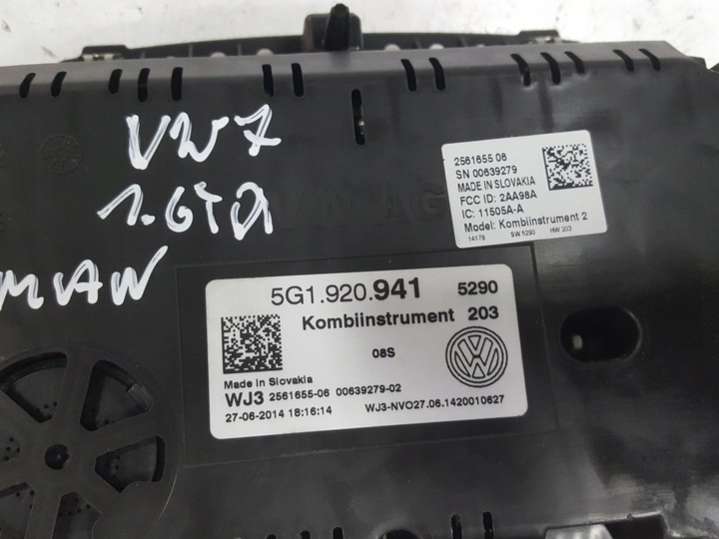 VW7
1.6TDI
MAN
2561655 06
SN 00639279
MADE IN SLOVAKIA
FCC ID: 2AA98A
IC: 11505A-A
Model: Kombiinstrument 2
14178 SW 5290 HW 203
5G1.920.941 5290
Kombiinstrument 203
08S
Made in Slovakia
WJ3 2561655-06 00639279-02
27-06-2014 18:16:14 WJ3-NVO27.06.1420010627